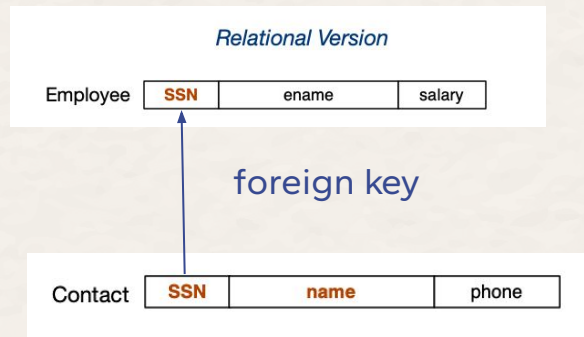 Relational Version
Employee SSN ename salary
foreign key
Contact SSN name phone